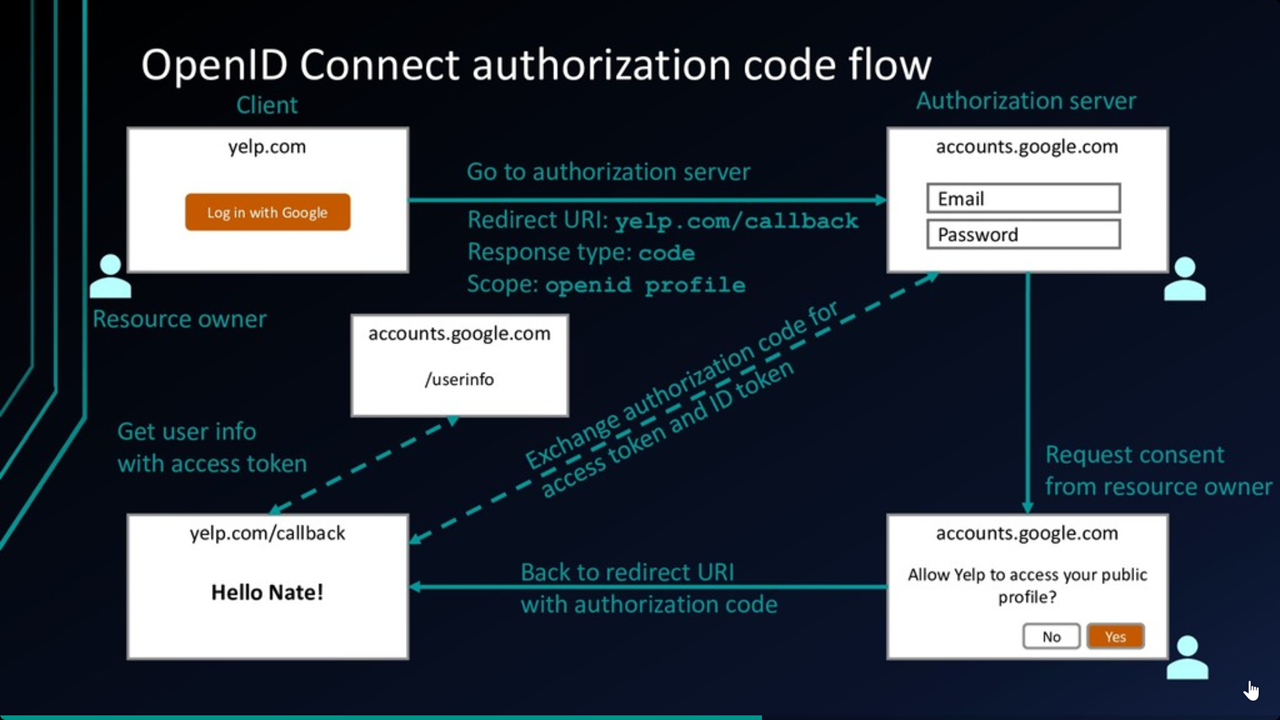 OpenID Connect authorization code flow
Client
Authorization server
yelp.com
Log in with Google
Go to authorization server
Redirect URI: yelp.com/callback
Response type: code
Scope: openid profile
accounts.google.com
Email
Password
Resource owner
accounts.google.com
/userinfo
Exchange authorization code for
access token and ID token
Get user info
with access token
Request consent
from resource owner
yelp.com/callback
Hello Nate!
Back to redirect URI
with authorization code
accounts.google.com
Allow Yelp to access your public
profile?
No
Yes